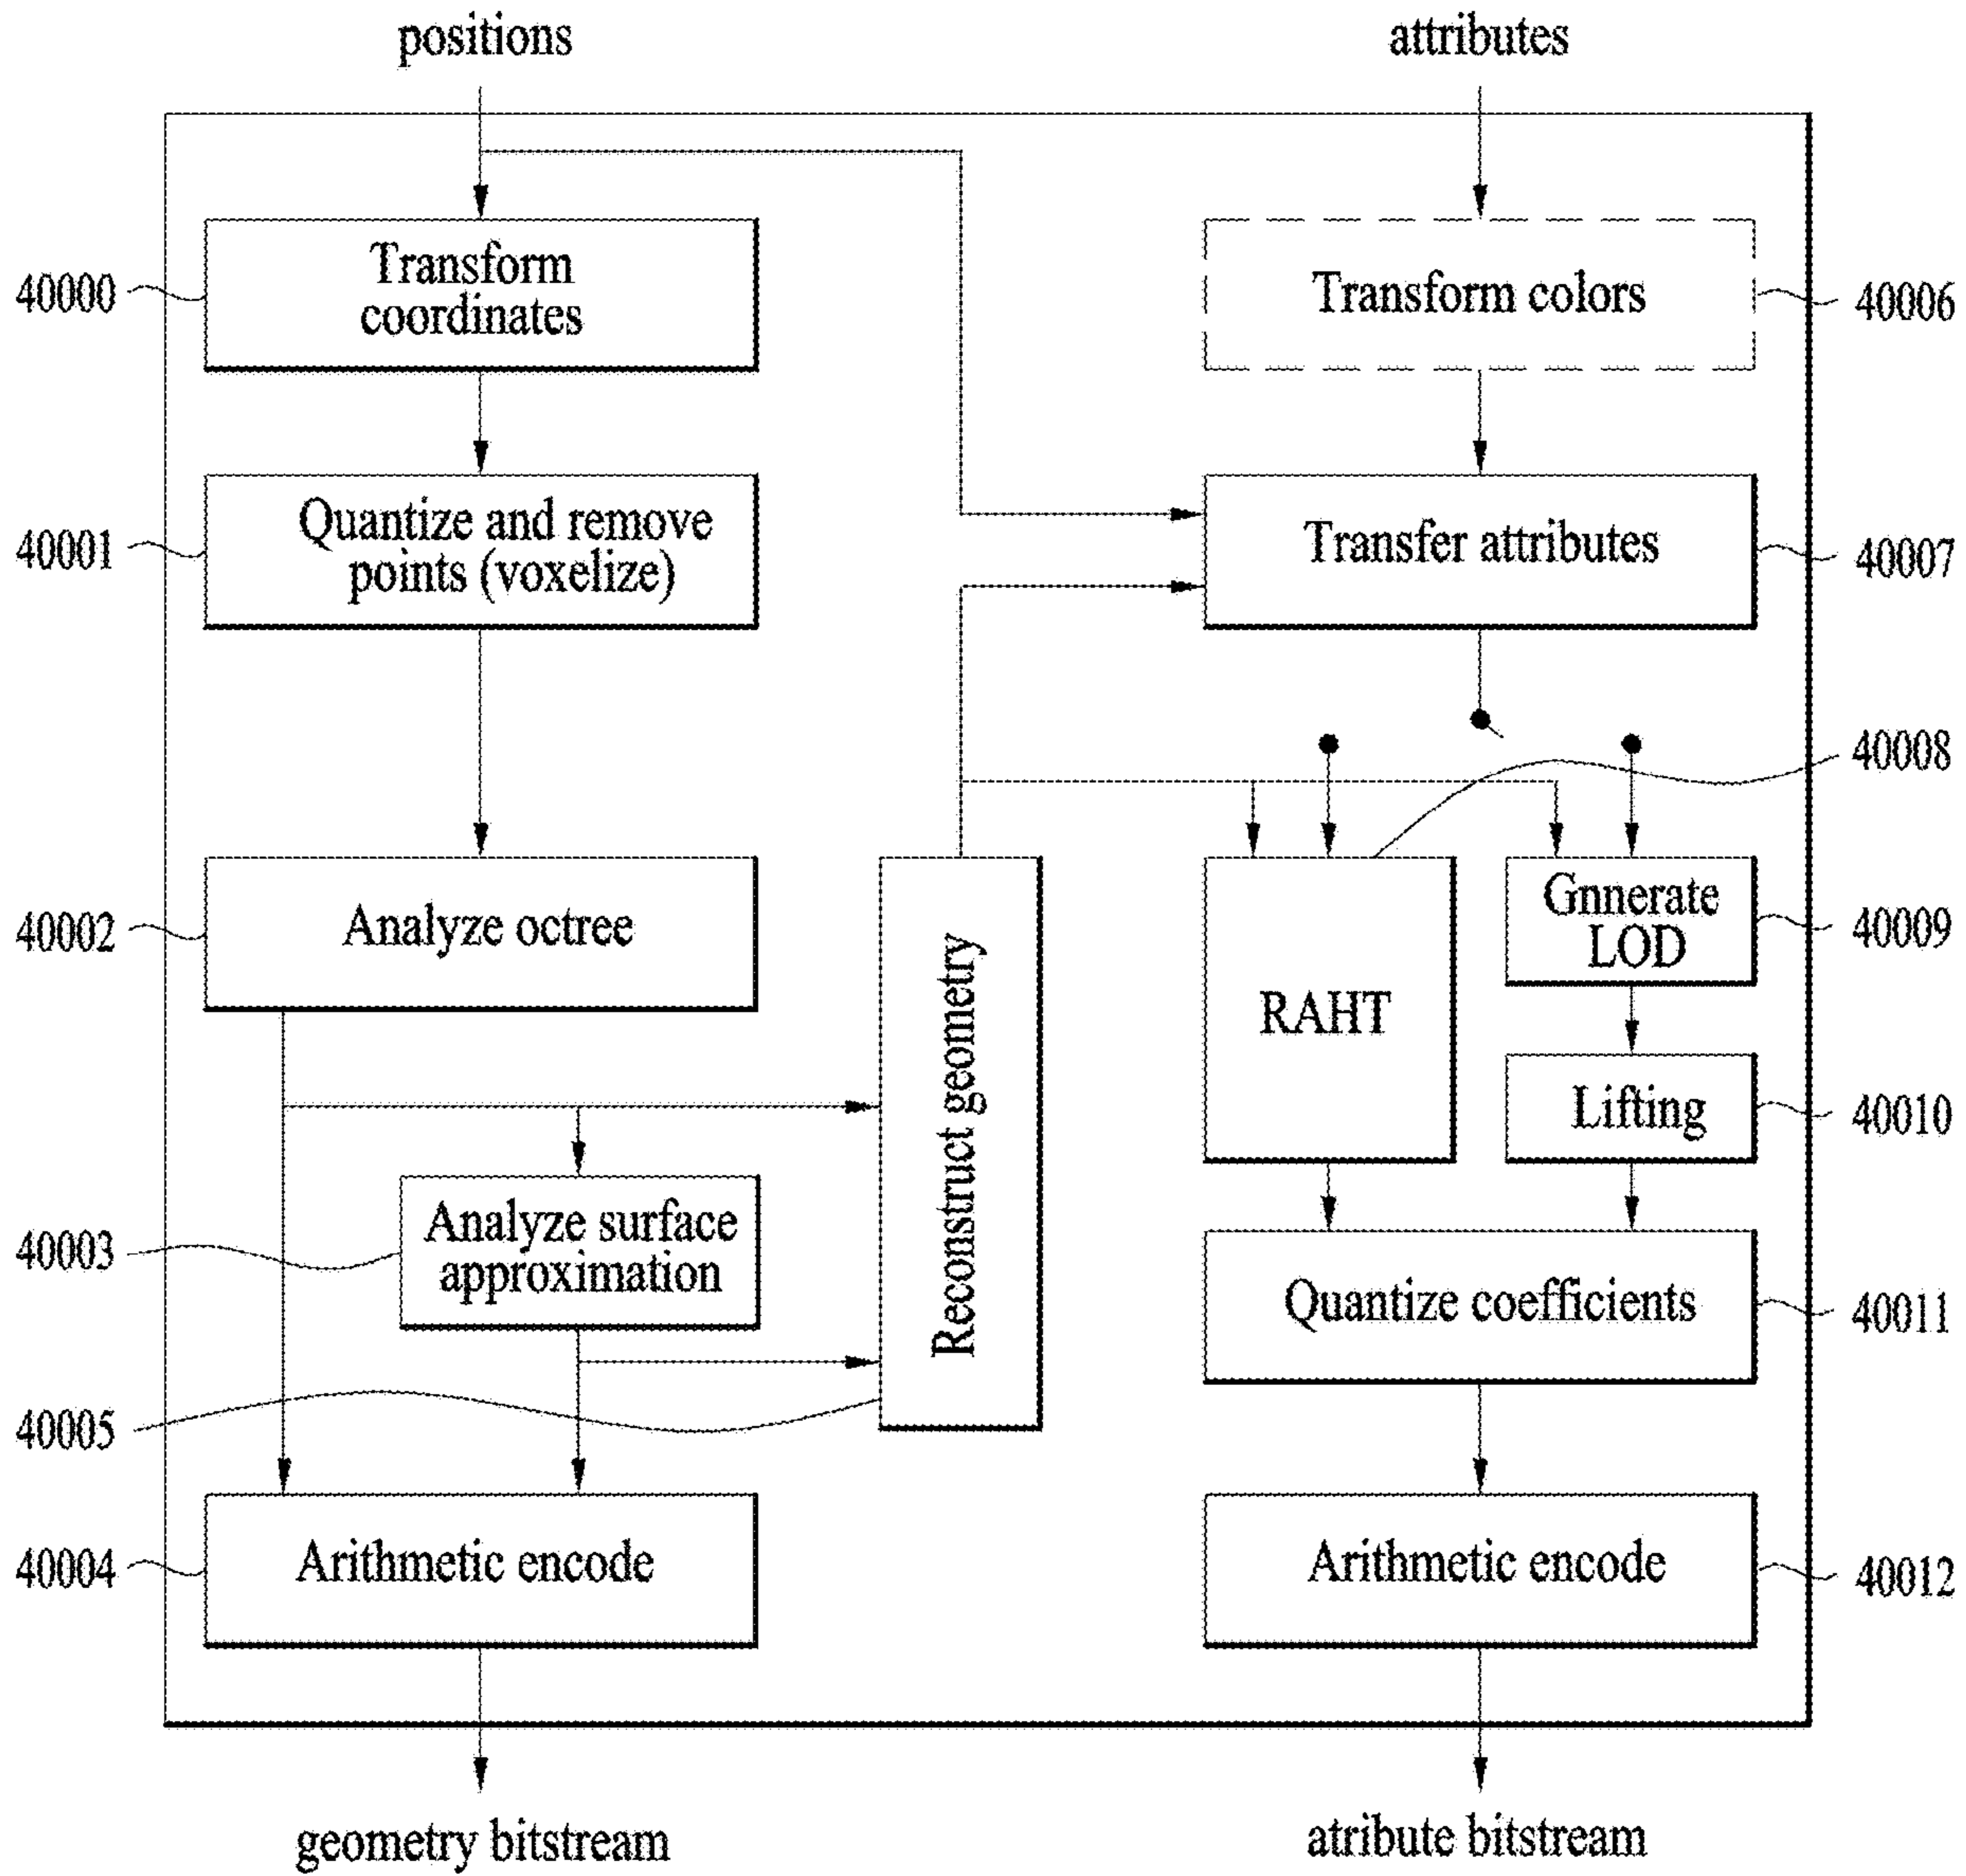 positions
attributes
Transform
coordinates
40000
Transform colors
40006
Quantize and remove
points (voxelize)
40001
Transfer attributes
40007
40008
Analyze octree
40002
Gnnerate
LOD
40009
RAHT
Reconstruct geometry
Lifting
40010
Analyze surface
approximation
40003
Quantize coefficients
40011
40005
Arithmetic encode
40004
Arithmetic encode
40012
geometry bitstream
atribute bitstream